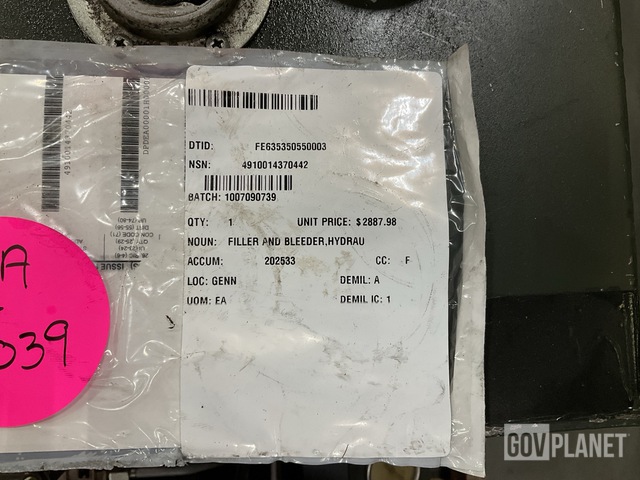 DTID: FE635350550003
NSN: 4910014370442
BATCH: 1007090739
QTY: 1 UNIT PRICE: $ 2887.98
NOUN: FILLER AND BLEEDER,HYDRAU
ACCUM: 202533 CC: F
LOC: GENN DEMIL: A
UOM: EA DEMIL IC: 1
4910014370442
A
039
GOVPLANET